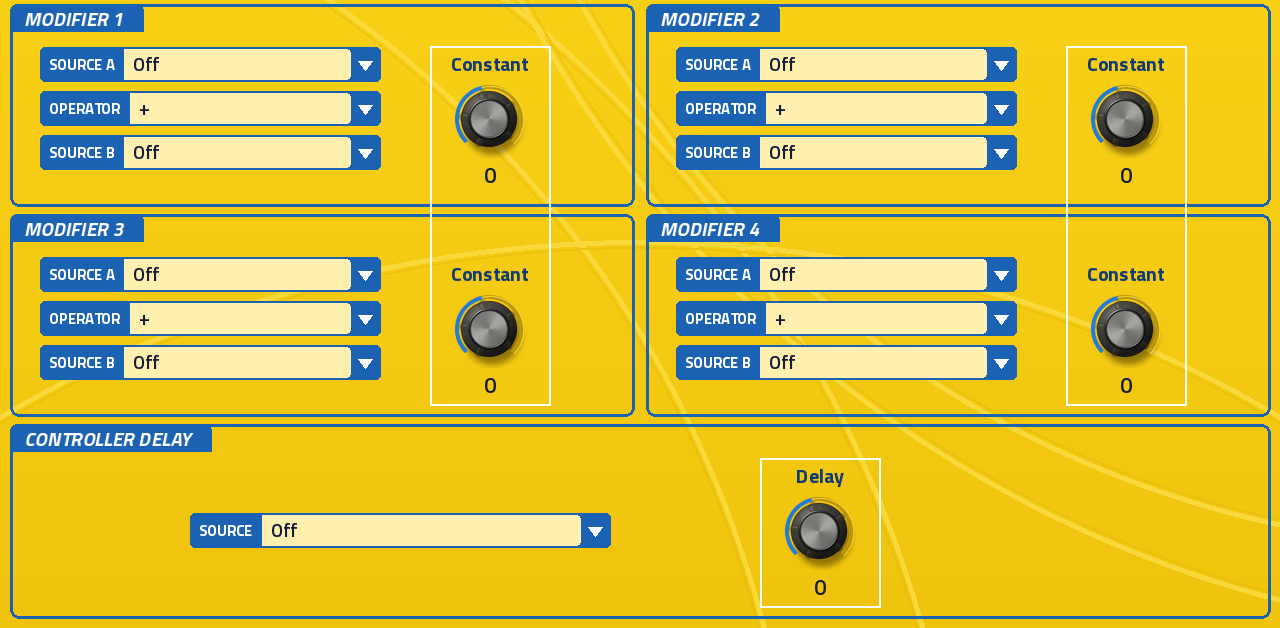 MODIFIER 1
SOURCE A Off
OPERATOR +
SOURCE B Off
Constant
0
MODIFIER 2
SOURCE A Off
OPERATOR +
SOURCE B Off
Constant
0
MODIFIER 3
SOURCE A Off
OPERATOR +
SOURCE B Off
Constant
0
MODIFIER 4
SOURCE A Off
OPERATOR +
SOURCE B Off
Constant
0
CONTROLLER DELAY
SOURCE Off
Delay
0